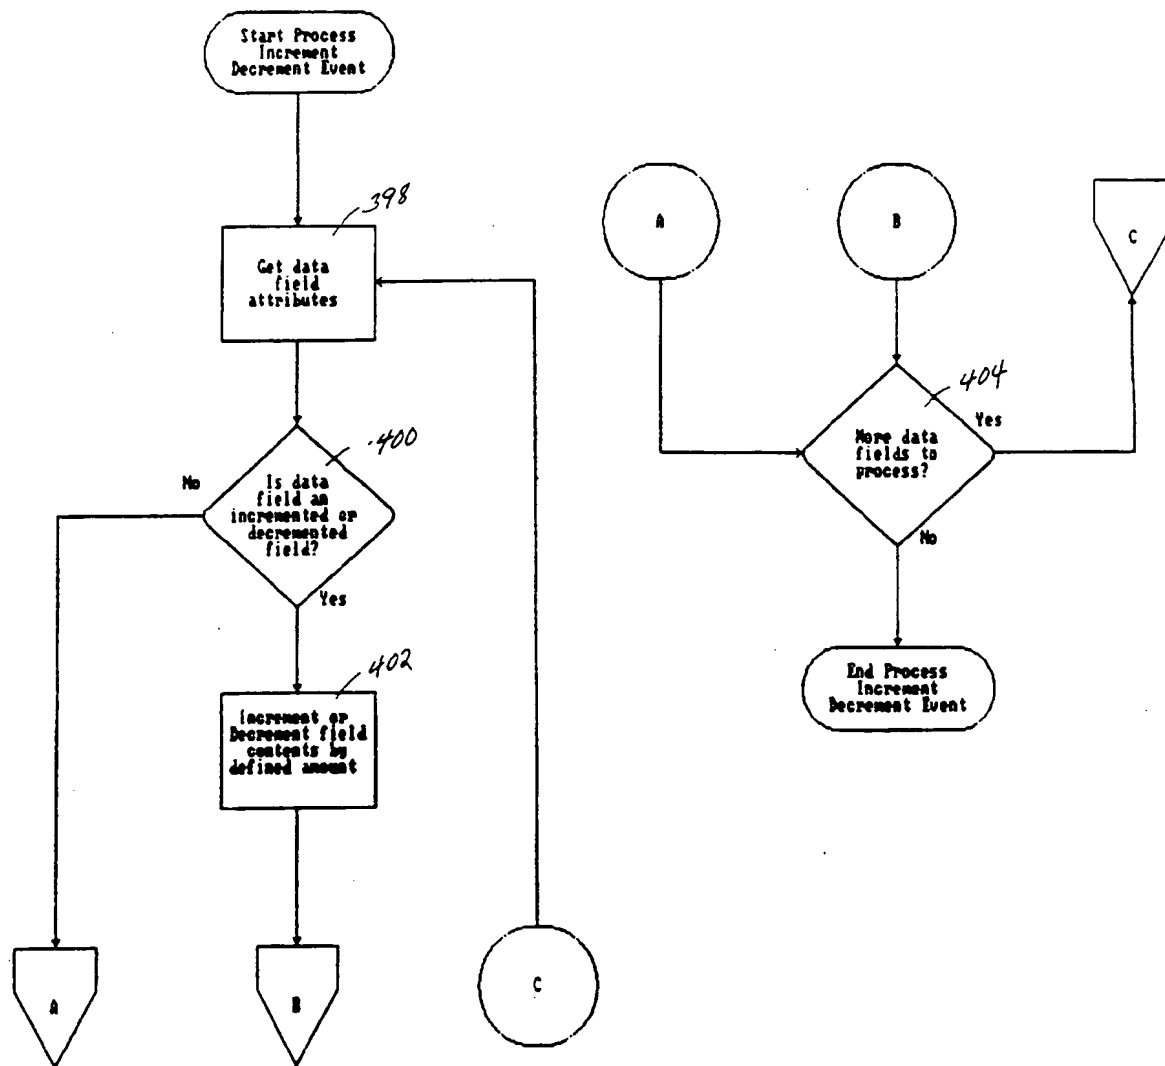 Start Process
Increment
Decrement Event
398
Get data
field
attributes
400
No
Is data
field an
incremented or
decremented
field?
Yes
402
Increment or
Decrement field
contents by
defined amount
A
B
C
A
B
C
404
Yes
More data
fields to
process?
No
End Process
Increment
Decrement Event